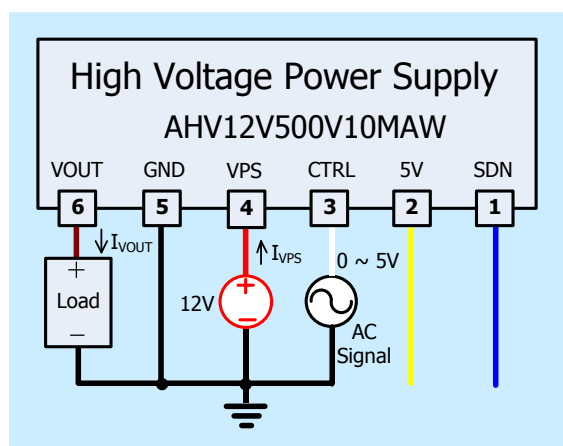 High Voltage Power Supply
AHV12V500V10MAW
VOUT GND VPS CTRL 5V SDN
6 5 4 3 2 1
IVOUT IVPS 0 ~ 5V
+
Load
−
12V
+
−
AC
Signal